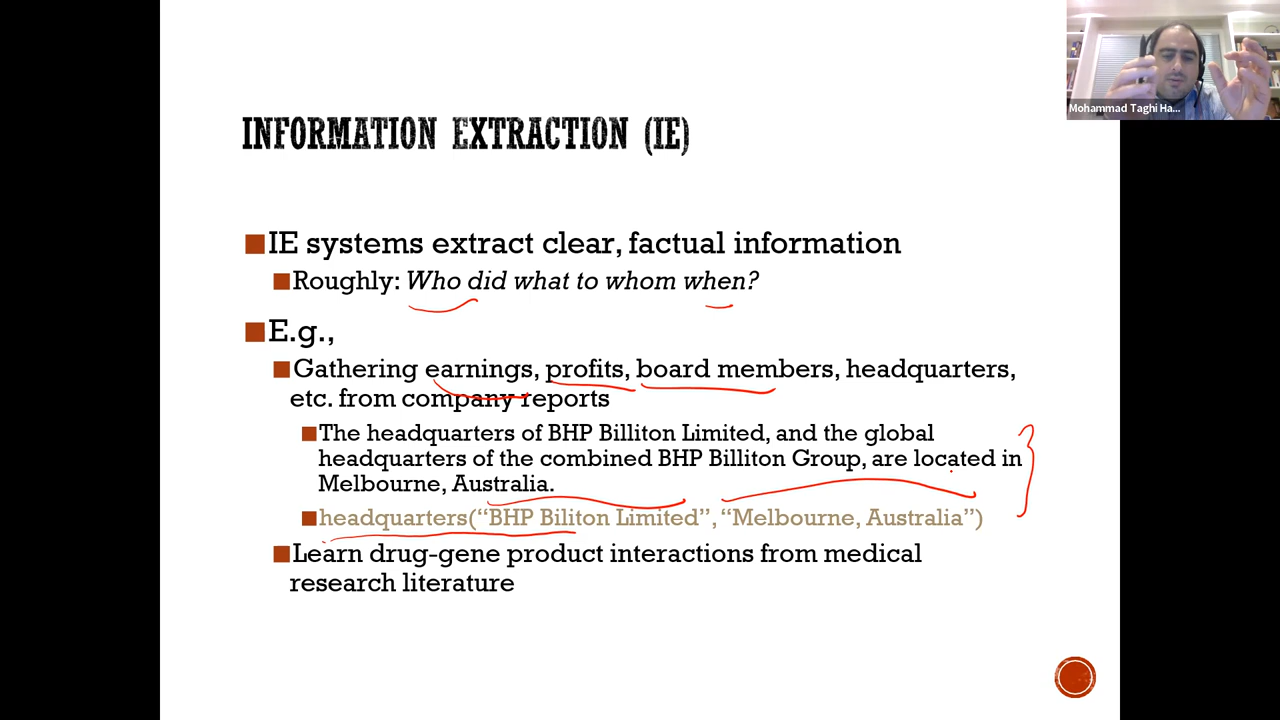 Mohammad Taghi Ha...
INFORMATION EXTRACTION (IE)
IE systems extract clear, factual information
Roughly: Who did what to whom when?
E.g.,
Gathering earnings, profits, board members, headquarters,
etc. from company reports
The headquarters of BHP Billiton Limited, and the global
headquarters of the combined BHP Billiton Group, are located in
Melbourne, Australia.
headquarters(“BHP Biliton Limited”, “Melbourne, Australia”)
Learn drug-gene product interactions from medical
research literature